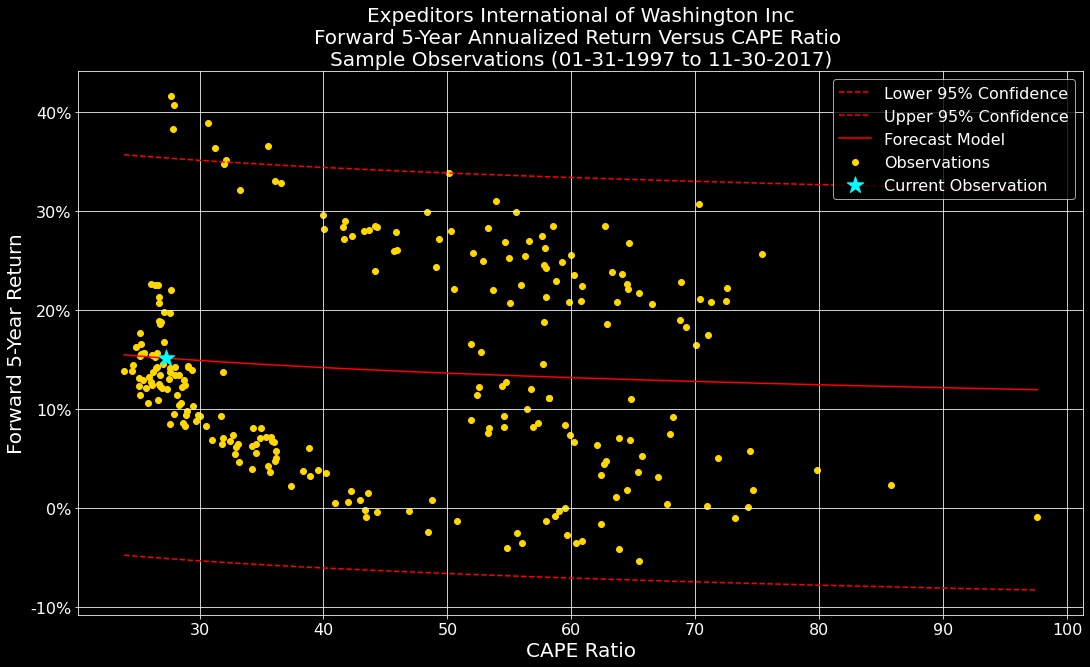 Expeditors International of Washington Inc
Forward 5-Year Annualized Return Versus CAPE Ratio
Sample Observations (01-31-1997 to 11-30-2017)
Lower 95% Confidence
Upper 95% Confidence
Forecast Model
Observations
Current Observation
Forward 5-Year Return
40%
30%
20%
10%
0%
-10%
30 40 50 60 70 80 90 100
CAPE Ratio